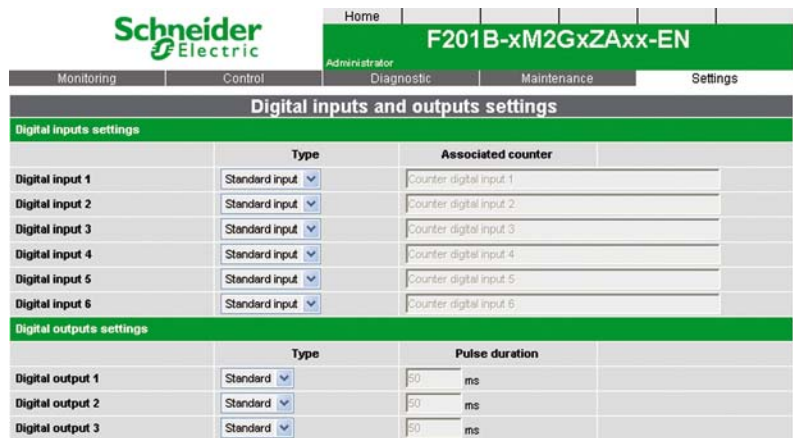 Home
Schneider
Electric
F201B-xM2GxZAxx-EN
Administrator
Monitoring Control Diagnostic Maintenance Settings
Digital inputs and outputs settings
Digital inputs settings
Type Associated counter
Digital input 1 Standard input Counter digital input 1
Digital input 2 Standard input Counter digital input 2
Digital input 3 Standard input Counter digital input 3
Digital input 4 Standard input Counter digital input 4
Digital input 5 Standard input Counter digital input 5
Digital input 6 Standard input Counter digital input 6
Digital outputs settings
Type Pulse duration
Digital output 1 Standard 50 ms
Digital output 2 Standard 50 ms
Digital output 3 Standard 50 ms